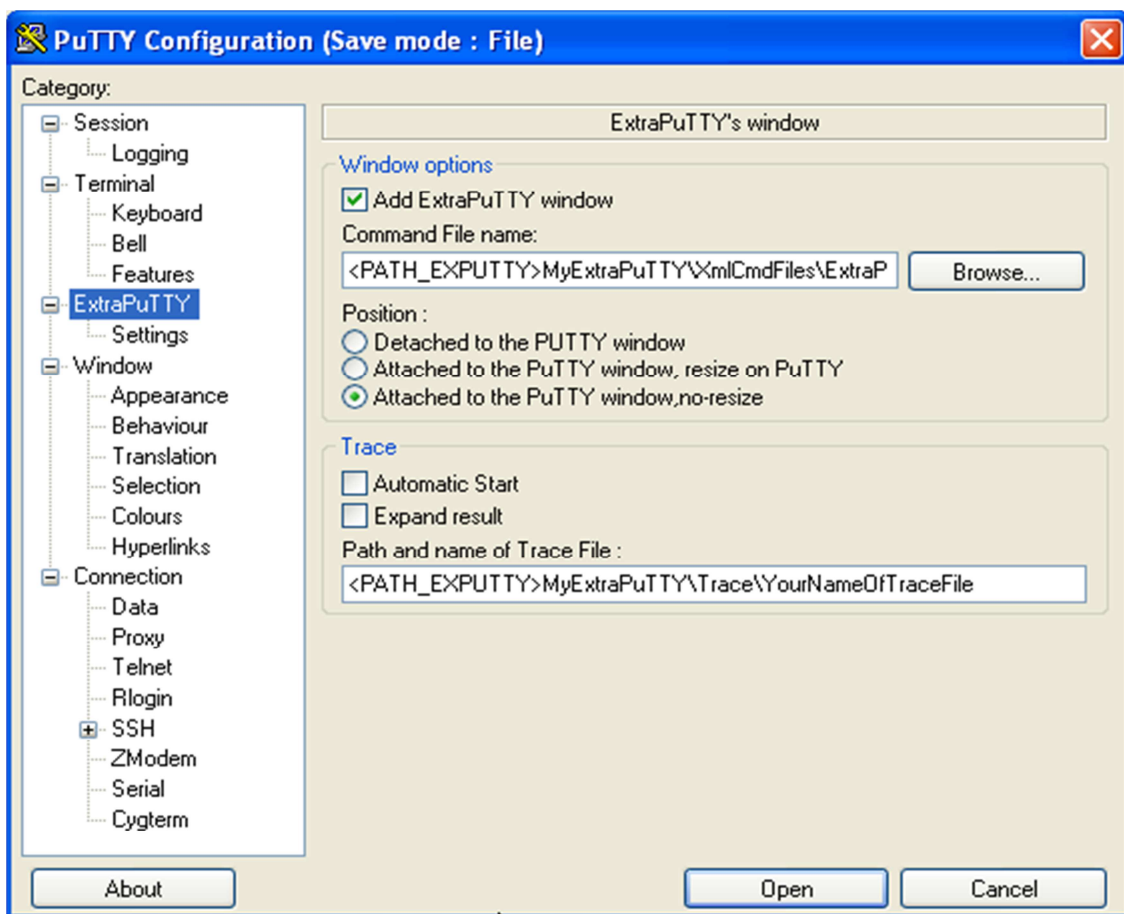 PuTTY Configuration (Save mode : File)
Category:
Session
Logging
Terminal
Keyboard
Bell
Features
ExtraPuTTY
Settings
Window
Appearance
Behaviour
Translation
Selection
Colours
Hyperlinks
Connection
Data
Proxy
Telnet
Rlogin
SSH
ZModem
Serial
Cygterm
ExtraPuTTY's window
Window options
Add ExtraPuTTY window
Command File name:
<PATH_EXPUTTY>MyExtraPuTTY\XmlCmdFiles\ExtraP
Browse...
Position :
Detached to the PUTTY window
Attached to the PuTTY window, resize on PuTTY
Attached to the PuTTY window,no-resize
Trace
Automatic Start
Expand result
Path and name of Trace File :
<PATH_EXPUTTY>MyExtraPuTTY\Trace\YourNameOfTraceFile
About
Open
Cancel